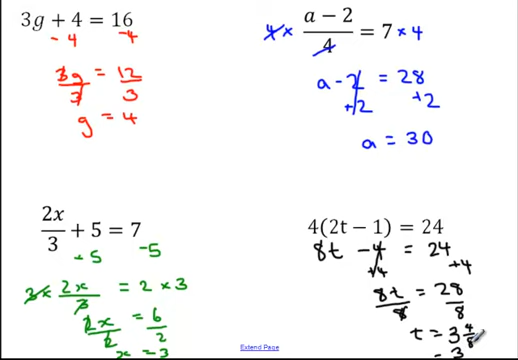 3g + 4 = 16
- 4 - 4
3g/3 = 12/3
g = 4
4 × (a − 2)/4 = 7 × 4
a - 2 = 28
+2 +2
a = 30
2x/3 + 5 = 7
+5 -5
3 × 2x/3 = 2 × 3
2x/2 = 6/2
x = 3
4(2t − 1) = 24
8t - 4 = 24
+4 +4
8t/8 = 28/8
t = 3 4/8
= 3
Extend Page